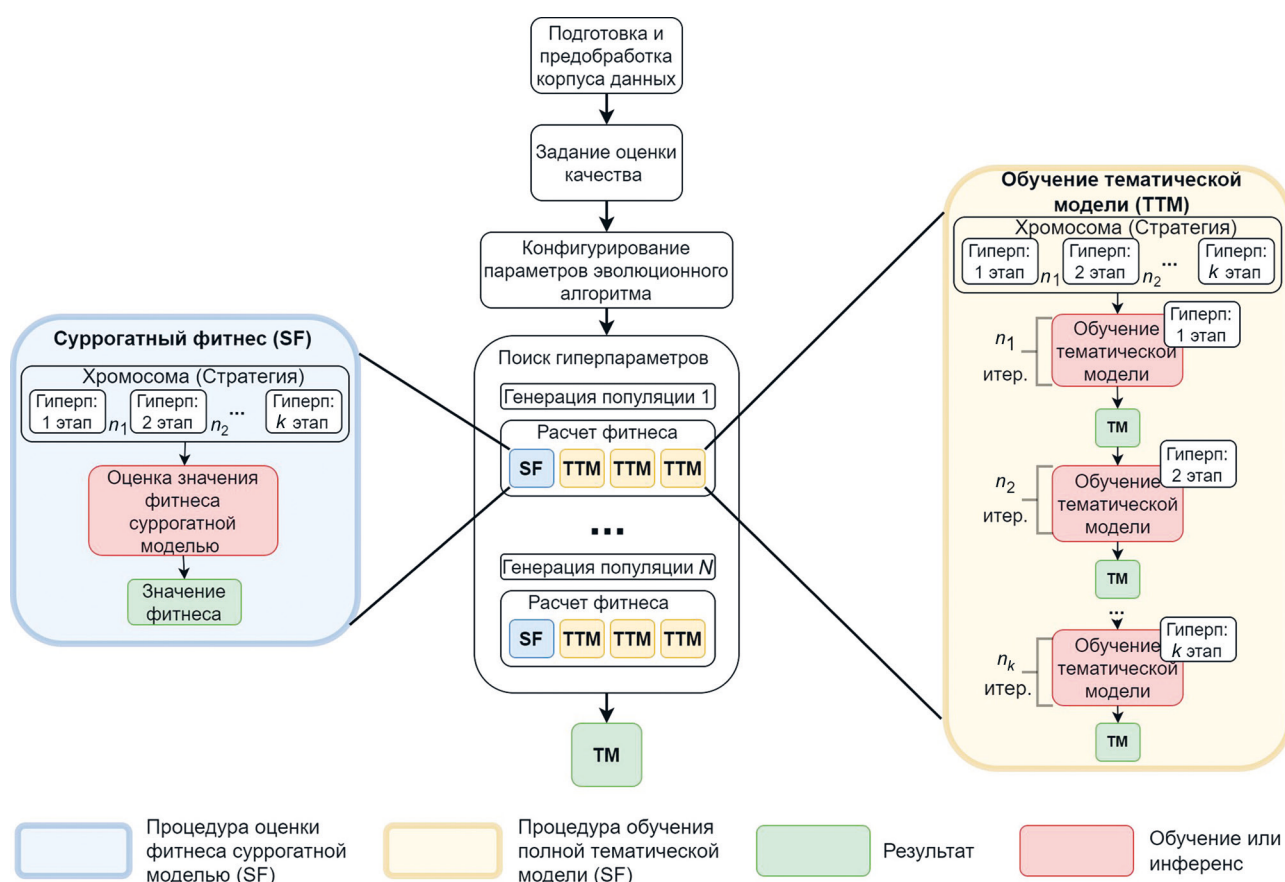 Подготовка и
предобработка
корпуса данных
Задание оценки
качества
Конфигурирование
параметров эволюционного
алгоритма
Поиск гиперпараметров
Генерация популяции 1
Расчет фитнеса
SF TTM TTM TTM
...
Генерация популяции N
Расчет фитнеса
SF TTM TTM TTM
TM
Суррогатный фитнес (SF)
Хромосома (Стратегия)
Гиперп: Гиперп: ... Гиперп:
1 этап n1 2 этап n2 k этап
Оценка значения
фитнеса
суррогатной
моделью
Значение
фитнеса
Обучение тематической
модели (TTM)
Хромосома (Стратегия)
Гиперп: Гиперп: ... Гиперп:
1 этап n1 2 этап n2 k этап
Гиперп:
1 этап
n1
итер.
Обучение
тематической
модели
TM
Гиперп:
2 этап
n2
итер.
Обучение
тематической
модели
TM
...
Гиперп:
k этап
nk
итер.
Обучение
тематической
модели
TM
Процедура оценки
фитнеса суррогатной
моделью (SF)
Процедура обучения
полной тематической
модели (SF)
Результат
Обучение или
инференс